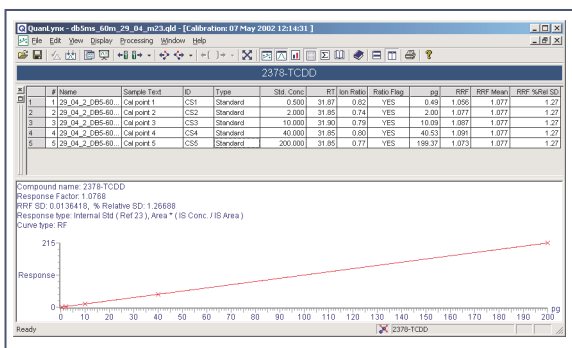 QuanLynx - db5ms_60m_29_04_m23.qld - [Calibration: 07 May 2002 12:14:31 ]
File Edit View Display Processing Window Help
2378-TCDD
# Name Sample Text ID Type Std. Conc RT Ion Ratio Ratio Flag pg RRF RRF Mean RRF %Rel SD
1 1 29_04_2_DB5-60... Cal point 1 CS1 Standard 0.500 31.87 0.82 YES 0.49 1.056 1.077 1.27
2 2 29_04_2_DB5-60... Cal point 2 CS2 Standard 2.000 31.85 0.74 YES 2.00 1.077 1.077 1.27
3 3 29_04_2_DB5-60... Cal point 3 CS3 Standard 10.000 31.90 0.79 YES 10.09 1.087 1.077 1.27
4 4 29_04_2_DB5-60... Cal point 4 CS4 Standard 40.000 31.85 0.80 YES 40.53 1.091 1.077 1.27
5 5 29_04_2_DB5-60... Cal point 5 CS5 Standard 200.000 31.85 0.77 YES 199.37 1.073 1.077 1.27
Compound name: 2378-TCDD
Response Factor: 1.0768
RRF SD: 0.0136418, % Relative SD: 1.26688
Response type: Internal Std ( Ref 23 ), Area * ( IS Conc. / IS Area )
Curve type: RF
215
Response
0
0 10 20 30 40 50 60 70 80 90 100 110 120 130 140 150 160 170 180 190 200 pg
Ready 2378-TCDD